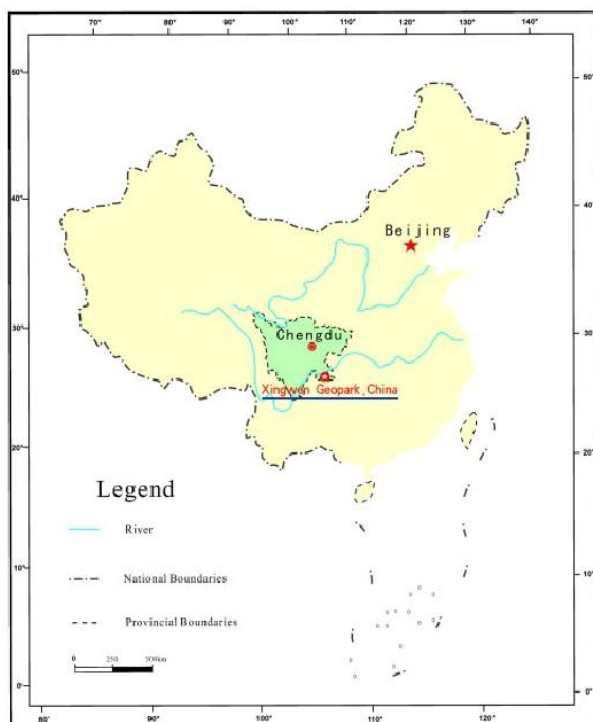 70° 80° 90° 100° 106° 110° 120° 130° 140°
50° 50°
40° 40°
Beijing
30° 30°
Chengdu
Xingwen Geopark,China
20° 20°
Legend
River
10° 10°
National Boundaries
Provincial Boundaries
0 250 500km
0° 0°
80° 90° 100° 110° 120°